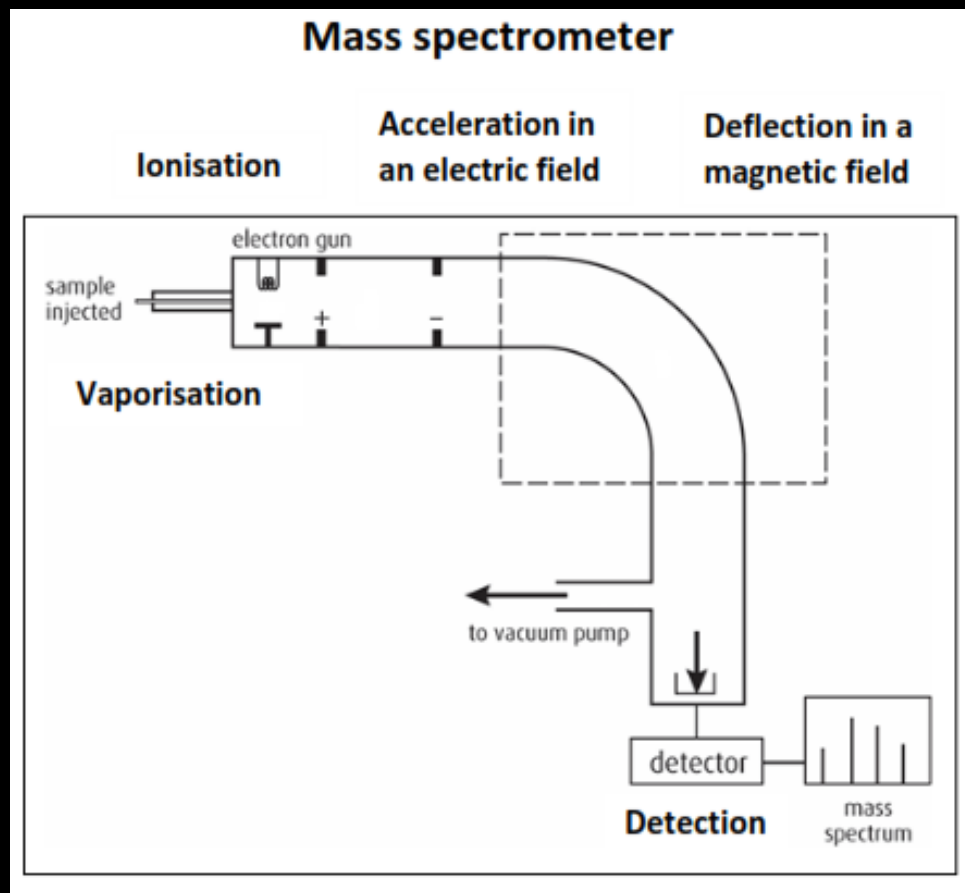 Mass spectrometer
Ionisation
Acceleration in
an electric field
Deflection in a
magnetic field
electron gun
sample
injected
+
–
Vaporisation
to vacuum pump
detector
Detection
mass
spectrum